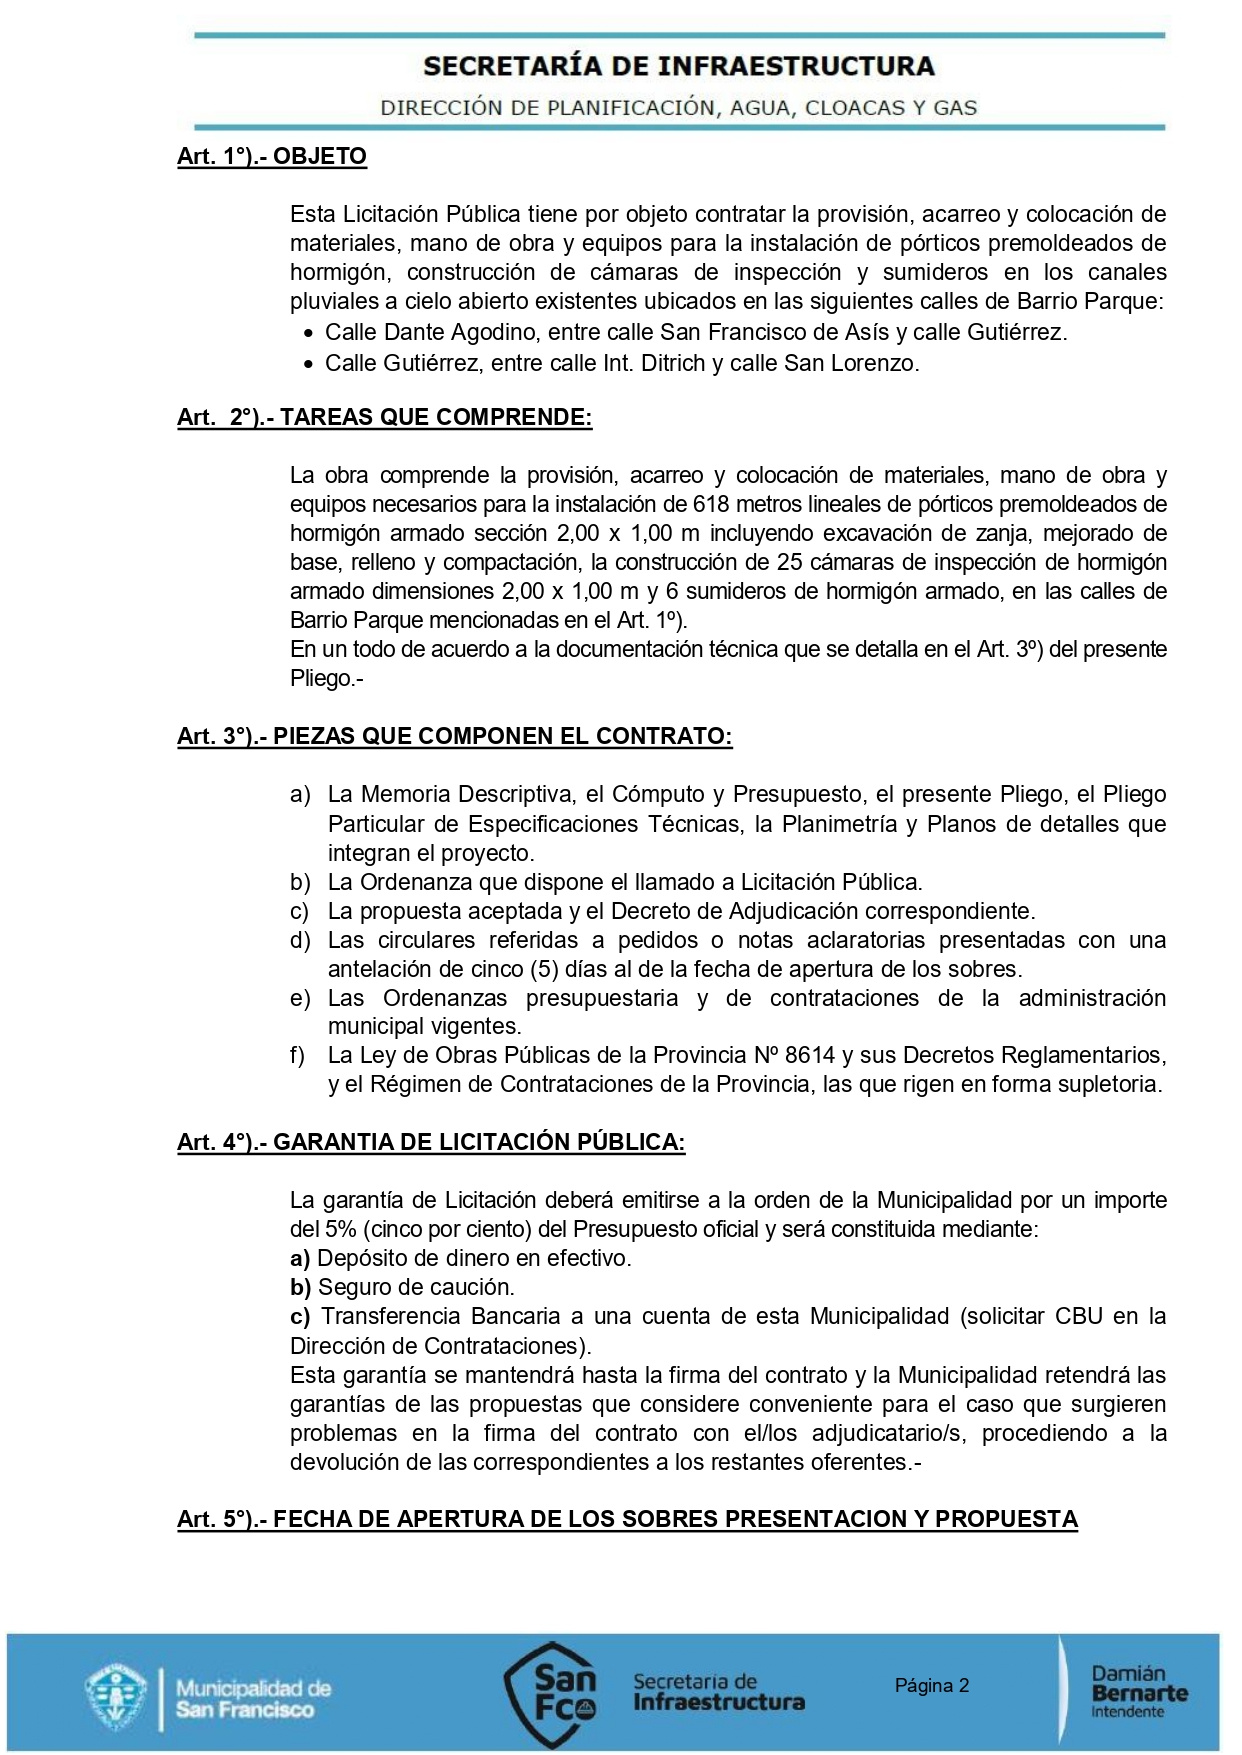 SECRETARÍA DE INFRAESTRUCTURA
DIRECCIÓN DE PLANIFICACIÓN, AGUA, CLOACAS Y GAS
Art. 1°).- OBJETO
Esta Licitación Pública tiene por objeto contratar la provisión, acarreo y colocación de
materiales, mano de obra y equipos para la instalación de pórticos premoldeados de
hormigón, construcción de cámaras de inspección y sumideros en los canales
pluviales a cielo abierto existentes ubicados en las siguientes calles de Barrio Parque:
• Calle Dante Agodino, entre calle San Francisco de Asís y calle Gutiérrez.
• Calle Gutiérrez, entre calle Int. Ditrich y calle San Lorenzo.
Art. 2°).- TAREAS QUE COMPRENDE:
La obra comprende la provisión, acarreo y colocación de materiales, mano de obra y
equipos necesarios para la instalación de 618 metros lineales de pórticos premoldeados de
hormigón armado sección 2,00 x 1,00 m incluyendo excavación de zanja, mejorado de
base, relleno y compactación, la construcción de 25 cámaras de inspección de hormigón
armado dimensiones 2,00 x 1,00 m y 6 sumideros de hormigón armado, en las calles de
Barrio Parque mencionadas en el Art. 1º).
En un todo de acuerdo a la documentación técnica que se detalla en el Art. 3º) del presente
Pliego.-
Art. 3°).- PIEZAS QUE COMPONEN EL CONTRATO:
a) La Memoria Descriptiva, el Cómputo y Presupuesto, el presente Pliego, el Pliego
Particular de Especificaciones Técnicas, la Planimetría y Planos de detalles que
integran el proyecto.
b) La Ordenanza que dispone el llamado a Licitación Pública.
c) La propuesta aceptada y el Decreto de Adjudicación correspondiente.
d) Las circulares referidas a pedidos o notas aclaratorias presentadas con una
antelación de cinco (5) días al de la fecha de apertura de los sobres.
e) Las Ordenanzas presupuestaria y de contrataciones de la administración
municipal vigentes.
f) La Ley de Obras Públicas de la Provincia Nº 8614 y sus Decretos Reglamentarios,
y el Régimen de Contrataciones de la Provincia, las que rigen en forma supletoria.
Art. 4°).- GARANTIA DE LICITACIÓN PÚBLICA:
La garantía de Licitación deberá emitirse a la orden de la Municipalidad por un importe
del 5% (cinco por ciento) del Presupuesto oficial y será constituida mediante:
a) Depósito de dinero en efectivo.
b) Seguro de caución.
c) Transferencia Bancaria a una cuenta de esta Municipalidad (solicitar CBU en la
Dirección de Contrataciones).
Esta garantía se mantendrá hasta la firma del contrato y la Municipalidad retendrá las
garantías de las propuestas que considere conveniente para el caso que surgieren
problemas en la firma del contrato con el/los adjudicatario/s, procediendo a la
devolución de las correspondientes a los restantes oferentes.-
Art. 5°).- FECHA DE APERTURA DE LOS SOBRES PRESENTACION Y PROPUESTA
Municipalidad de
San Francisco
San
Fco
Secretaría de
Infraestructura
Página 2
Damián
Bernarte
Intendente